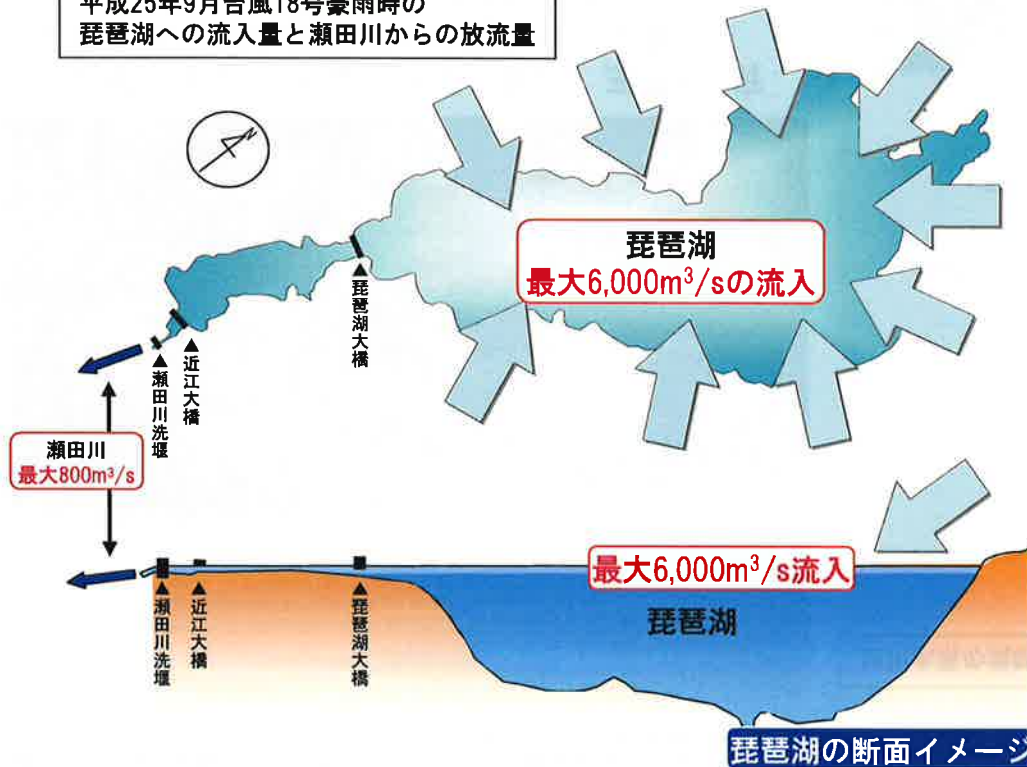 平成25年9月台風18号豪雨時の
琵琶湖への流入量と瀬田川からの放流量
N
琵琶湖
最大6,000m³/sの流入
▲琵琶湖大橋
▲近江大橋
▲瀬田川洗堰
瀬田川
最大800m³/s
最大6,000m³/s流入
琵琶湖
▲瀬田川洗堰
▲近江大橋
▲琵琶湖大橋
琵琶湖の断面イメージ